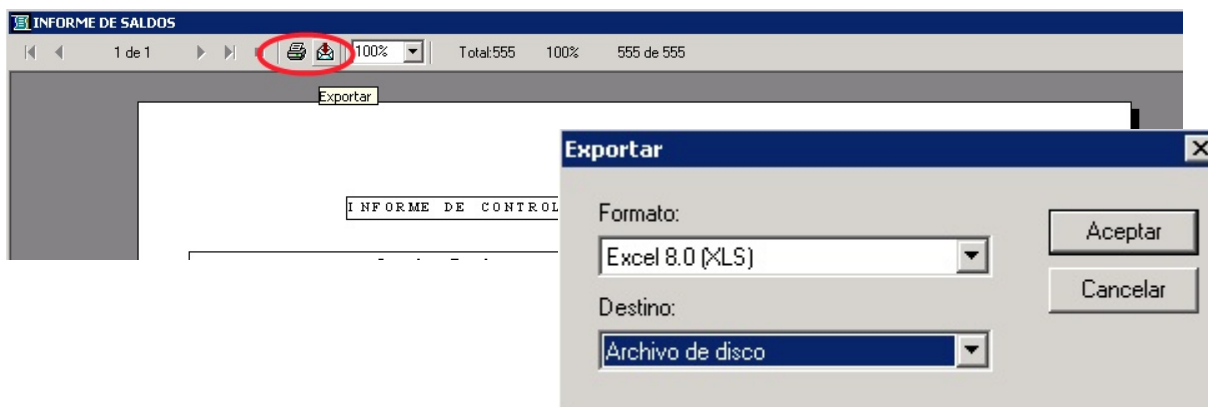 INFORME DE SALDOS
1 de 1 100% Total:555 100% 555 de 555
Exportar
INFORME DE CONTROL
Exportar
Formato:
Excel 8.0 (XLS)
Aceptar
Destino:
Cancelar
Archivo de disco